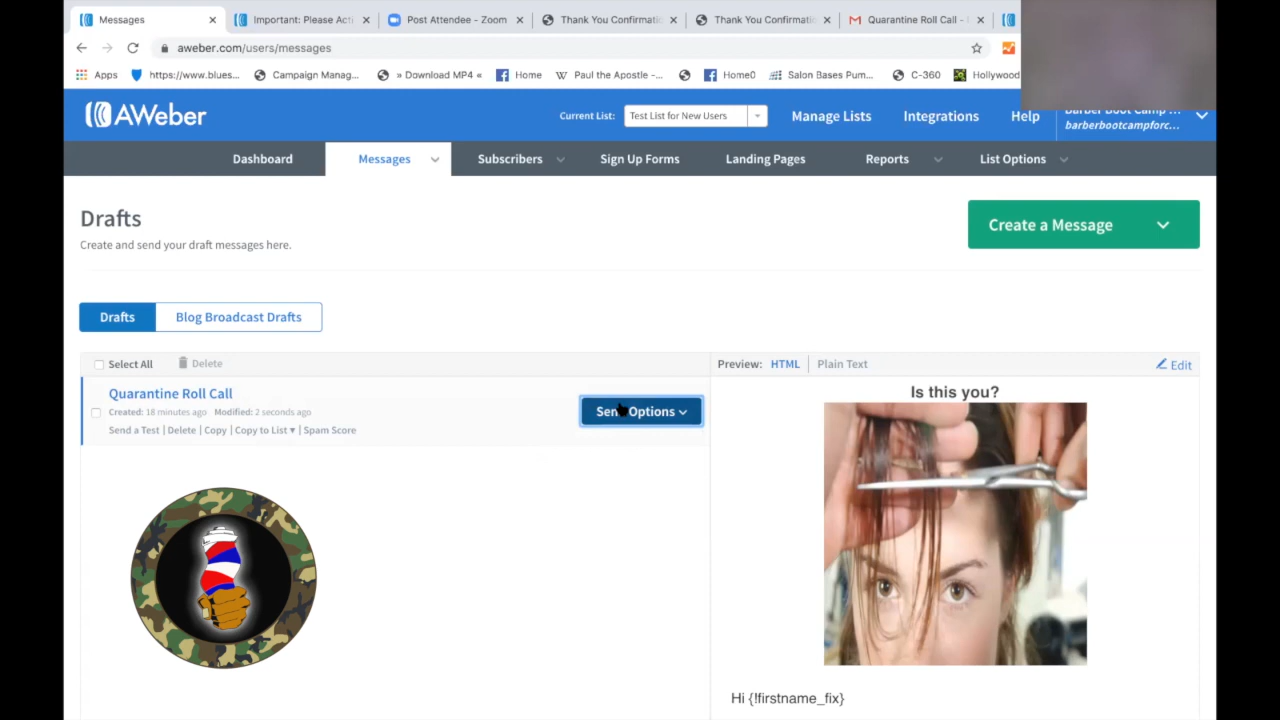 Messages
Important: Please Acti
Post Attendee - Zoom
Thank You Confirmatic
Thank You Confirmatic
Quarantine Roll Call -
aweber.com/users/messages
Apps
https://www.blues...
Campaign Manag...
» Download MP4 «
Home
Paul the Apostle -...
Home0
Salon Bases Pum...
C-360
Hollywood
AWeber
Current List:
Test List for New Users
Manage Lists
Integrations
Help
Barber Boot Camp ...
barberbootcampforc...
Dashboard
Messages
Subscribers
Sign Up Forms
Landing Pages
Reports
List Options
Drafts
Create and send your draft messages here.
Create a Message
Drafts
Blog Broadcast Drafts
Select All
Delete
Preview: HTML | Plain Text
Edit
Quarantine Roll Call
Created: 18 minutes ago Modified: 2 seconds ago
Send a Test | Delete | Copy | Copy to List ▾ | Spam Score
Send Options
Is this you?
Hi {!firstname_fix}